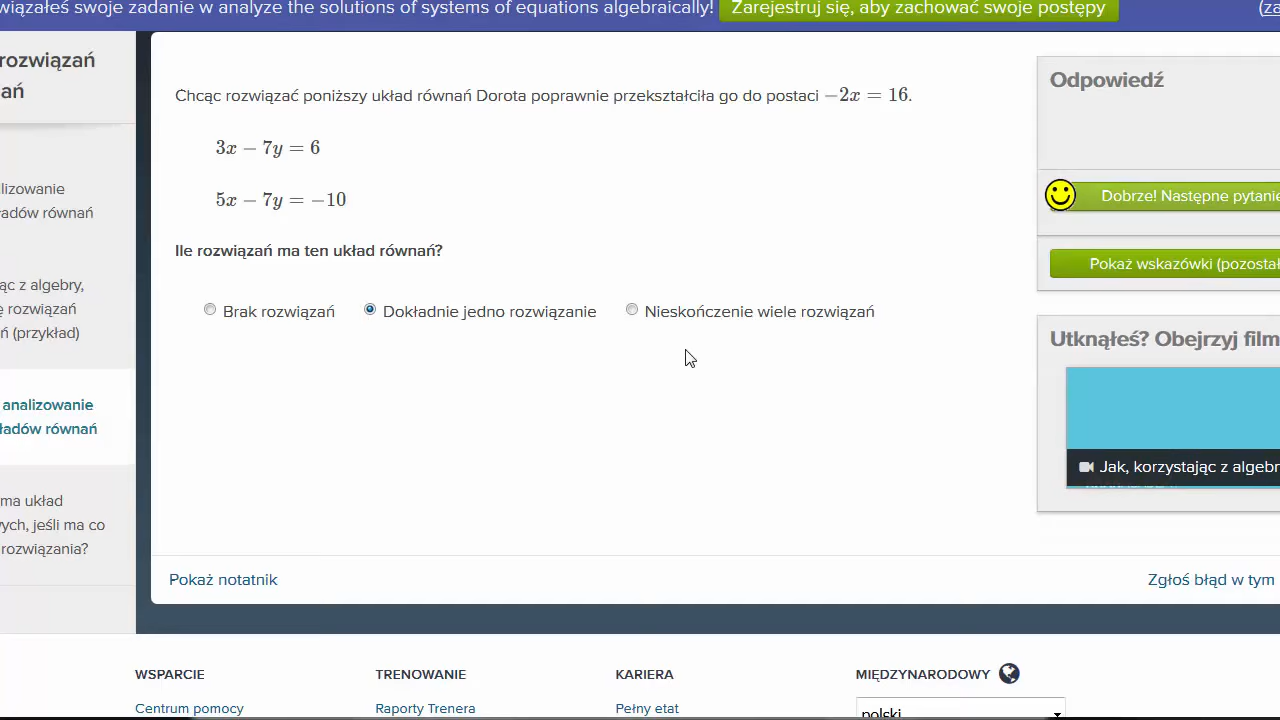 wiązałeś swoje zadanie w analyze the solutions of systems of equations algebraically! Zarejestruj się, aby zachować swoje postępy (za
rozwiązań
ań
Chcąc rozwiązać poniższy układ równań Dorota poprawnie przekształciła go do postaci −2x = 16.
3x − 7y = 6
5x − 7y = −10
Ile rozwiązań ma ten układ równań?
Brak rozwiązań Dokładnie jedno rozwiązanie Nieskończenie wiele rozwiązań
lizowanie
ładów równań
ąc z algebry,
ę rozwiązań
ń (przykład)
analizowanie
ładów równań
ma układ
wych, jeśli ma co
rozwiązania?
Odpowiedź
Dobrze! Następne pytanie
Pokaż wskazówki (pozostał
Utknąłeś? Obejrzyj film
Jak, korzystając z algebr
Pokaż notatnik
Zgłoś błąd w tym
WSPARCIE TRENOWANIE KARIERA MIĘDZYNARODOWY
Centrum pomocy Raporty Trenera Pełny etat polski